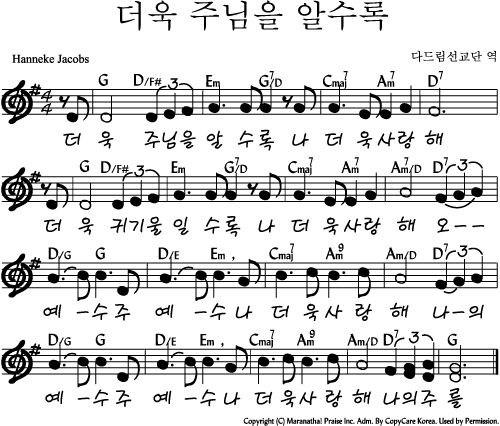 더욱 주님을 알수록
Hanneke Jacobs 다드림선교단 역
G D/F# 3 Em G7/D Cmaj7 Am7 D7
더 욱 주님을 알 수록 나 더 욱사랑 해
G D/F# 3 Em G7/D Cmaj7 Am7 Am/D D7 3
더 욱 귀기울 일 수록 나 더 욱사랑 해 오--
D/G G D/E Em , Cmaj7 Am9 Am/D D7
예-수주 예-수나 더욱사랑 해 나-의
D/G G D/E Em , Cmaj7 Am9 Am/D D7 3 G
예-수주 예-수나 더욱사랑 해 나의주 를
Copyright (C) Maranatha! Praise Inc. Adm. By CopyCare Korea. Used by Permission.